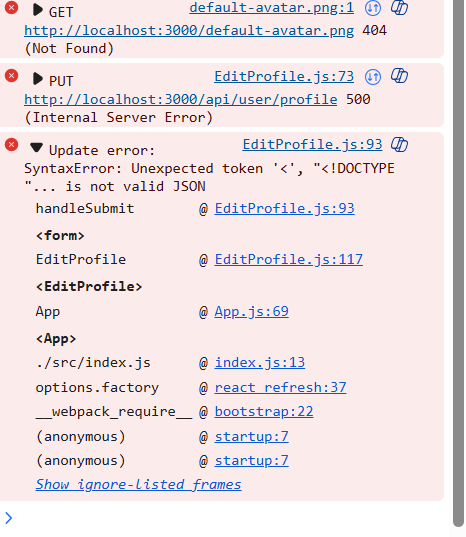 GET default-avatar.png:1
http://localhost:3000/default-avatar.png 404
(Not Found)
PUT EditProfile.js:73
http://localhost:3000/api/user/profile 500
(Internal Server Error)
Update error: EditProfile.js:93
SyntaxError: Unexpected token '<', "<!DOCTYPE
"... is not valid JSON
handleSubmit @ EditProfile.js:93
<form>
EditProfile @ EditProfile.js:117
<EditProfile>
App @ App.js:69
<App>
./src/index.js @ index.js:13
options.factory @ react refresh:37
__webpack_require__ @ bootstrap:22
(anonymous) @ startup:7
(anonymous) @ startup:7
Show ignore-listed frames